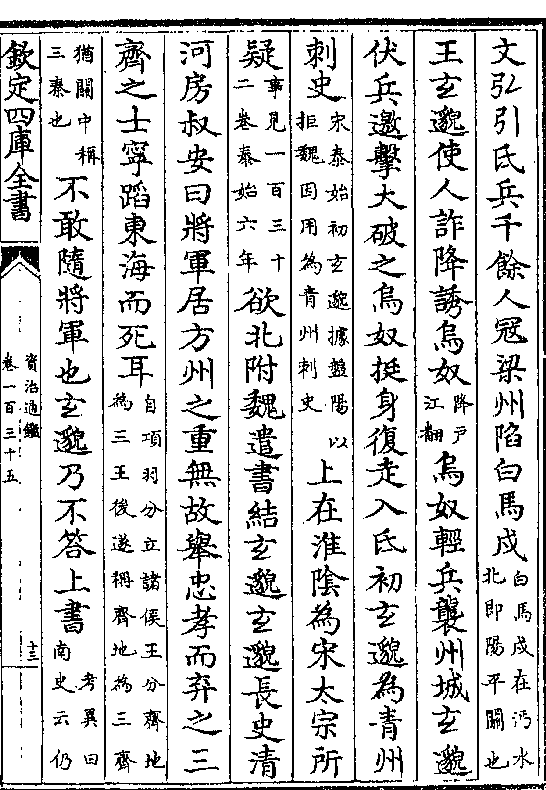 文弘引氐兵千餘人冦梁州陷白馬戍白馬戍在沔水北即陽平關也
王玄邈使人詐降誘烏奴降戸江翻烏奴輕兵襲州城玄邈
伏兵邀擊大破之烏奴挺身復走入氐初玄邈為青州
刺史宋泰始初玄邈據盤陽以拒魏因用為青州刺史上在淮陰為宋太宗所
疑事見一百三十二卷泰始六年欲北附魏遣書結玄邈玄邈長史清
河房叔安曰將軍居方州之重無故舉忠孝而弃之三
齊之士寧蹈東海而死耳自項羽分立諸侯王分齊地為三王後遂稱齊地為三齊
猶關中稱三秦也不敢隨將軍也玄邈乃不答上書考異曰南史云仍
欽定四庫全書
資治通鑑
卷一百三十五
十三